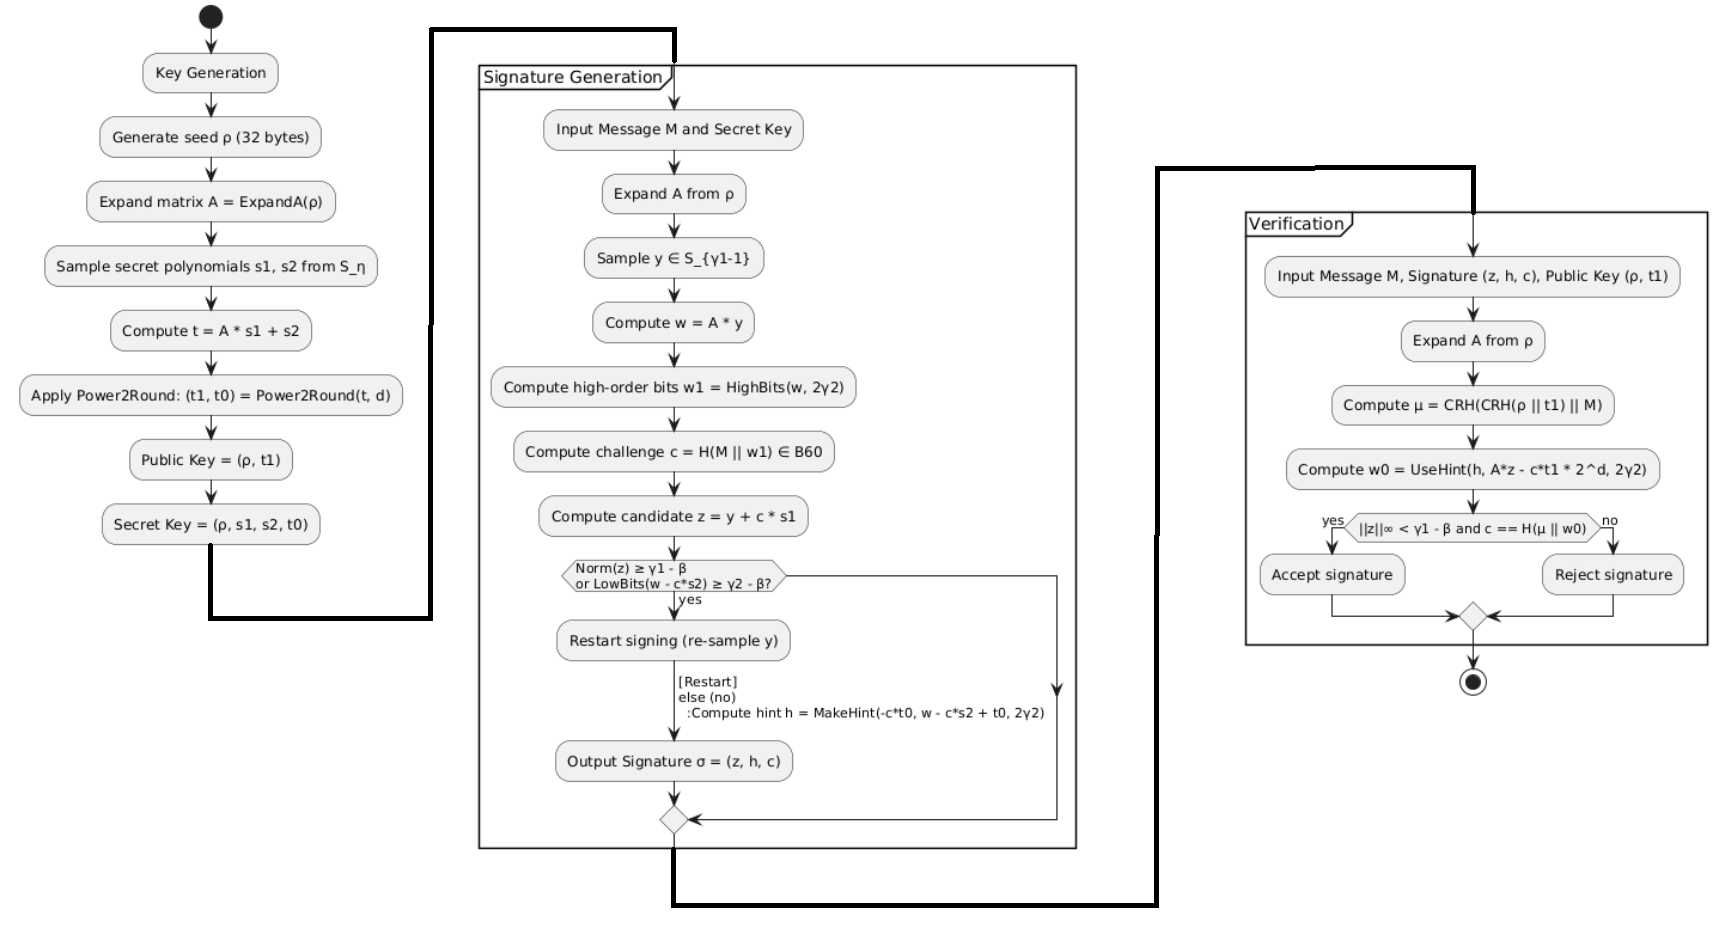 Key Generation
Generate seed ρ (32 bytes)
Expand matrix A = ExpandA(ρ)
Sample secret polynomials s1, s2 from S_η
Compute t = A * s1 + s2
Apply Power2Round: (t1, t0) = Power2Round(t, d)
Public Key = (ρ, t1)
Secret Key = (ρ, s1, s2, t0)
Signature Generation
Input Message M and Secret Key
Expand A from ρ
Sample y ∈ S_{γ1-1}
Compute w = A * y
Compute high-order bits w1 = HighBits(w, 2γ2)
Compute challenge c = H(M || w1) ∈ B60
Compute candidate z = y + c * s1
Norm(z) ≥ γ1 - β
or LowBits(w - c*s2) ≥ γ2 - β?
yes
Restart signing (re-sample y)
[Restart]
else (no)
:Compute hint h = MakeHint(-c*t0, w - c*s2 + t0, 2γ2)
Output Signature σ = (z, h, c)
Verification
Input Message M, Signature (z, h, c), Public Key (ρ, t1)
Expand A from ρ
Compute μ = CRH(CRH(ρ || t1) || M)
Compute w0 = UseHint(h, A*z - c*t1 * 2^d, 2γ2)
yes
||z||∞ < γ1 - β and c == H(μ || w0)
no
Accept signature
Reject signature